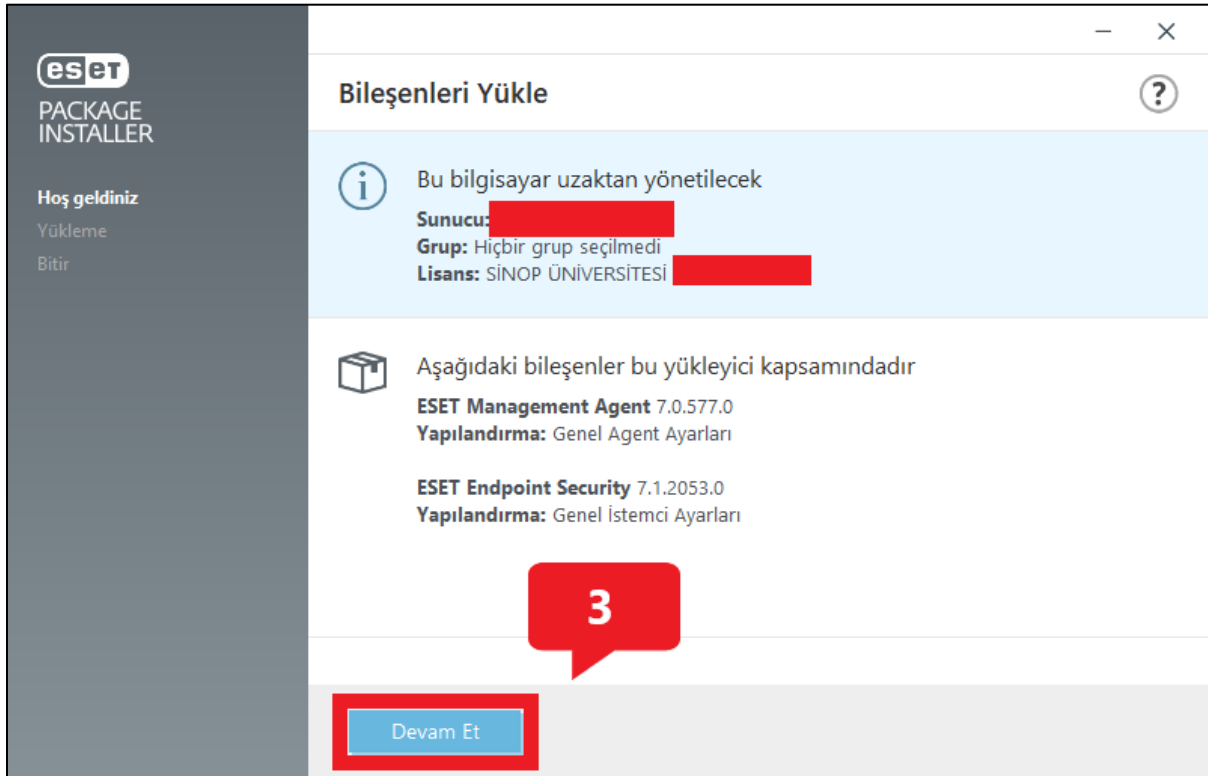 eseT
PACKAGE
INSTALLER
Hoş geldiniz
Yükleme
Bitir
Bileşenleri Yükle
?
i
Bu bilgisayar uzaktan yönetilecek
Sunucu:
Grup: Hiçbir grup seçilmedi
Lisans: SİNOP ÜNİVERSİTESİ
Aşağıdaki bileşenler bu yükleyici kapsamındadır
ESET Management Agent 7.0.577.0
Yapılandırma: Genel Agent Ayarları
ESET Endpoint Security 7.1.2053.0
Yapılandırma: Genel İstemci Ayarları
3
Devam Et